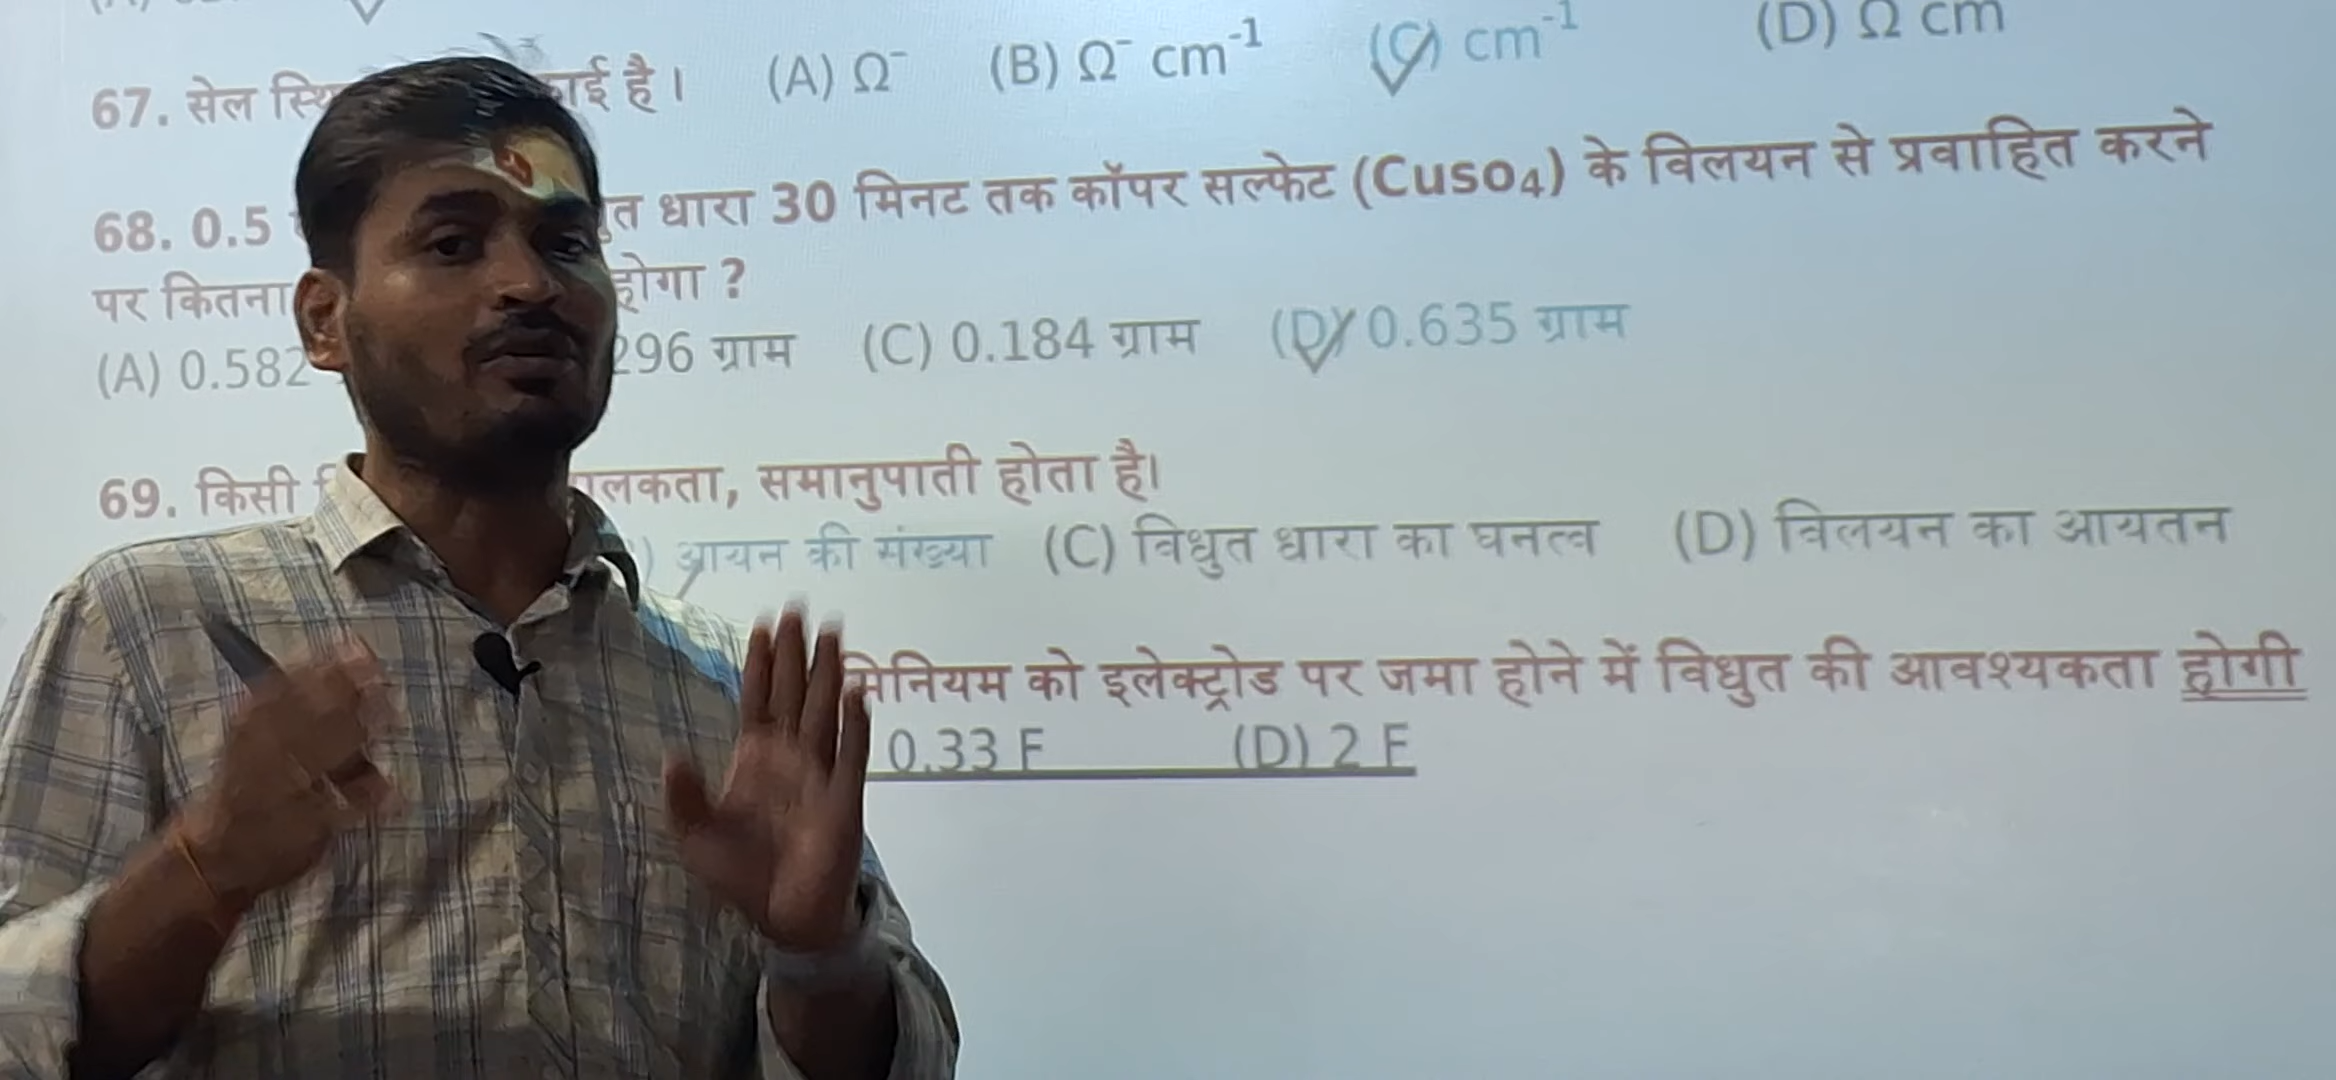 67. सेल है। (A) Ω⁻ (B) Ω⁻ cm⁻¹ (C) cm⁻¹ (D) Ω cm
68. 0.5 धारा 30 मिनट तक कॉपर सल्फेट (Cuso₄) के विलयन से प्रवाहित करने
पर कितना होगा ?
(A) 0.582 296 ग्राम (C) 0.184 ग्राम (D) 0.635 ग्राम
69. किसी समानुपाती होता है।
आयन की संख्या (C) विधुत धारा का घनत्व (D) विलयन का आयतन
को इलेक्ट्रोड पर जमा होने में विधुत की आवश्यकता होगी
0.33 F (D) 2 F